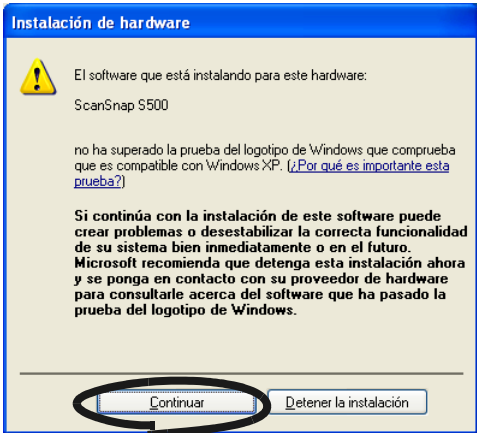 Instalación de hardware
El software que está instalando para este hardware:
ScanSnap S500
no ha superado la prueba del logotipo de Windows que comprueba
que es compatible con Windows XP. (¿Por qué es importante esta
prueba?)
Si continúa con la instalación de este software puede
crear problemas o desestabilizar la correcta funcionalidad
de su sistema bien inmediatamente o en el futuro.
Microsoft recomienda que detenga esta instalación ahora
y se ponga en contacto con su proveedor de hardware
para consultarle acerca del software que ha pasado la
prueba del logotipo de Windows.
Continuar
Detener la instalación